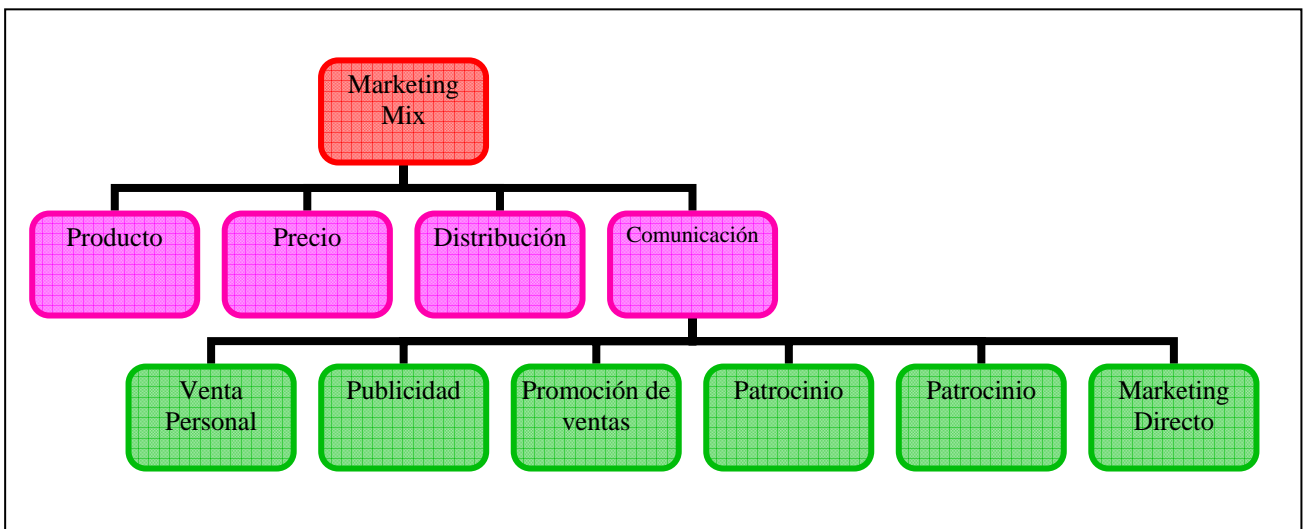 Marketing
Mix
Producto
Precio
Distribución
Comunicación
Venta
Personal
Publicidad
Promoción de
ventas
Patrocinio
Patrocinio
Marketing
Directo